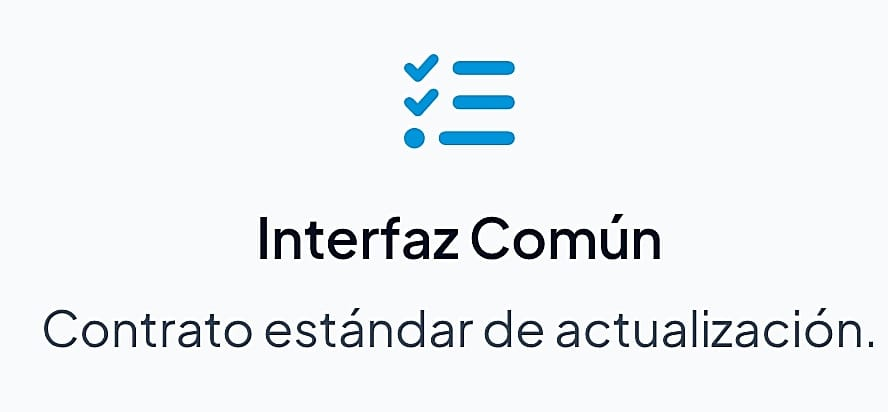 Interfaz Común
Contrato estándar de actualización.